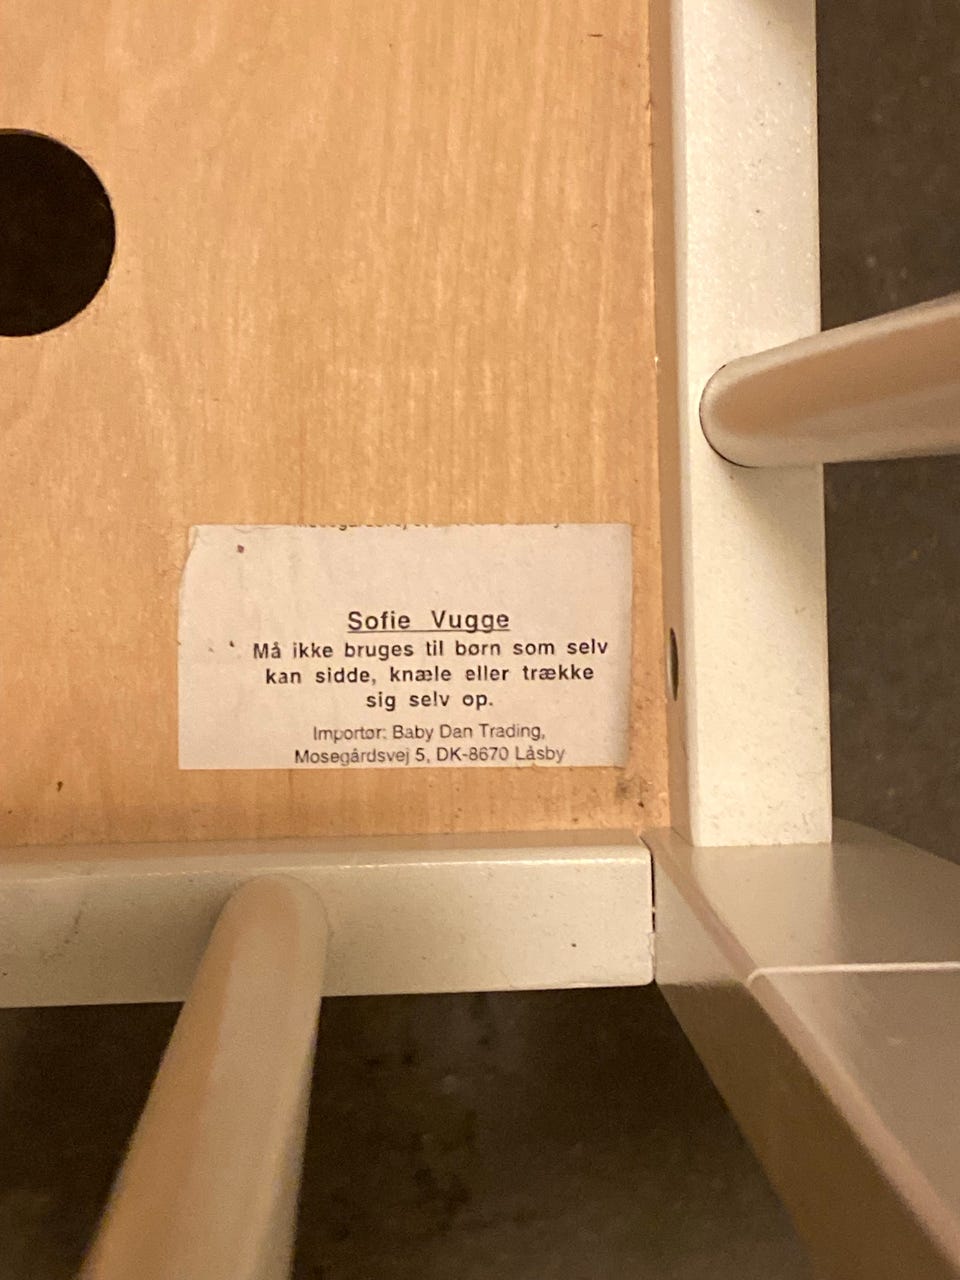 Sofie Vugge
Må ikke bruges til børn som selv
kan sidde, knæle eller trække
sig selv op.
Importør: Baby Dan Trading,
Mosegårdsvej 5, DK-8670 Låsby